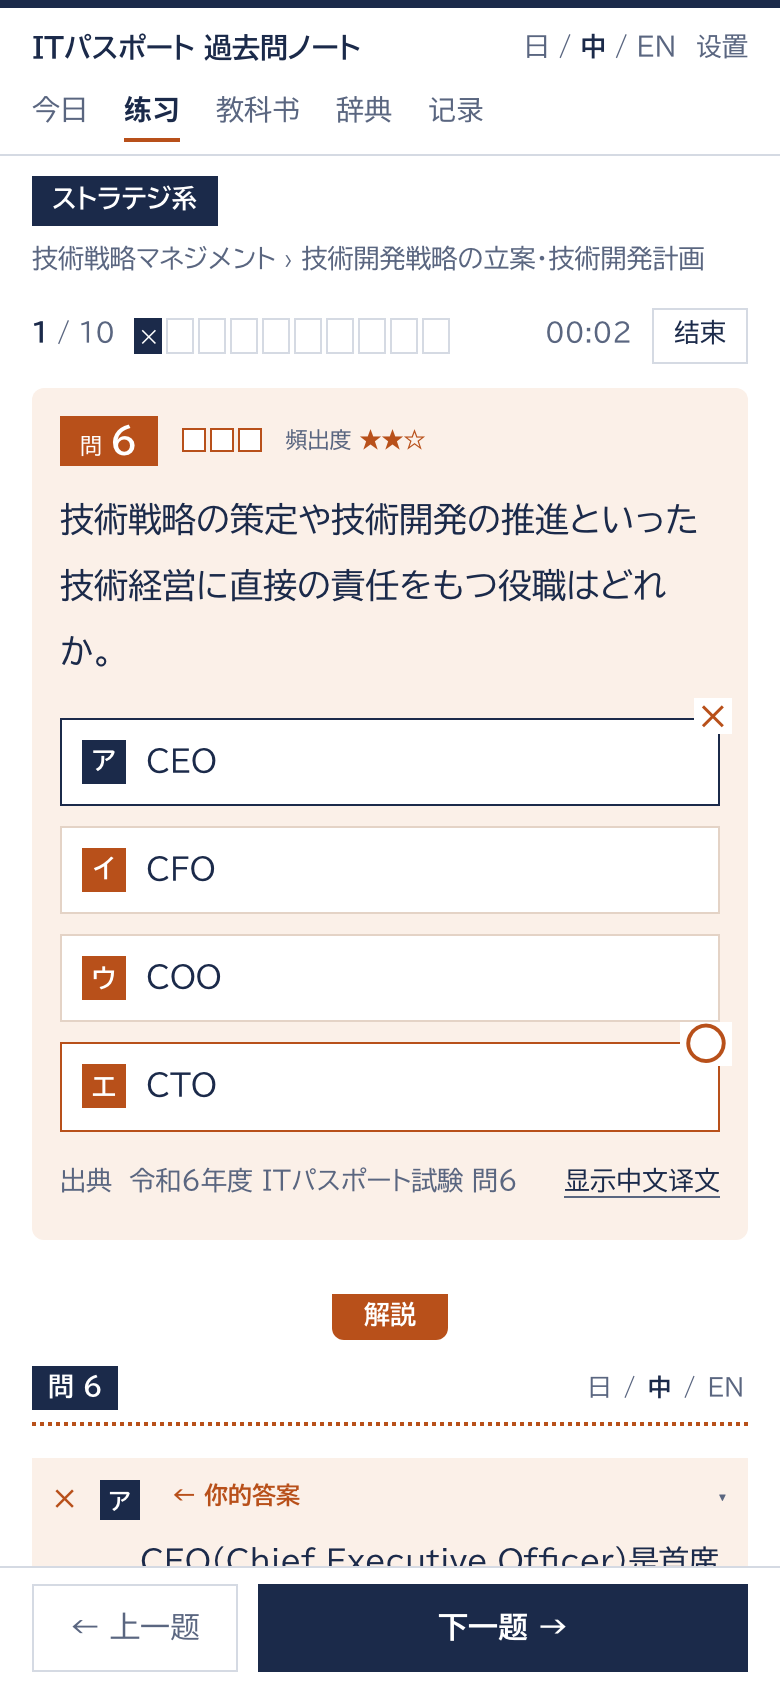 ITパスポート 過去問ノート
日 / 中 / EN 设置
今日 练习 教科书 辞典 记录
ストラテジ系
技術戦略マネジメント › 技術開発戦略の立案・技術開発計画
1 / 10 × 00:02 结束
問 6 □□□ 頻出度 ★★☆
技術戦略の策定や技術開発の推進といった
技術経営に直接の責任をもつ役職はどれ
か。
×
ア CEO
イ CFO
ウ COO
エ CTO
出典 令和6年度 ITパスポート試験 問6 显示中文译文
解説
問 6 日 / 中 / EN
× ア ← 你的答案 ▾
CEO(Chief Executive Officer)是首席
← 上一题 下一题 →